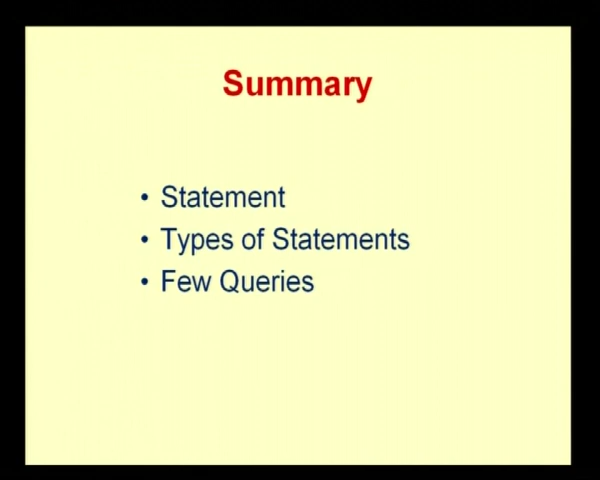 Summary
• Statement
• Types of Statements
• Few Queries